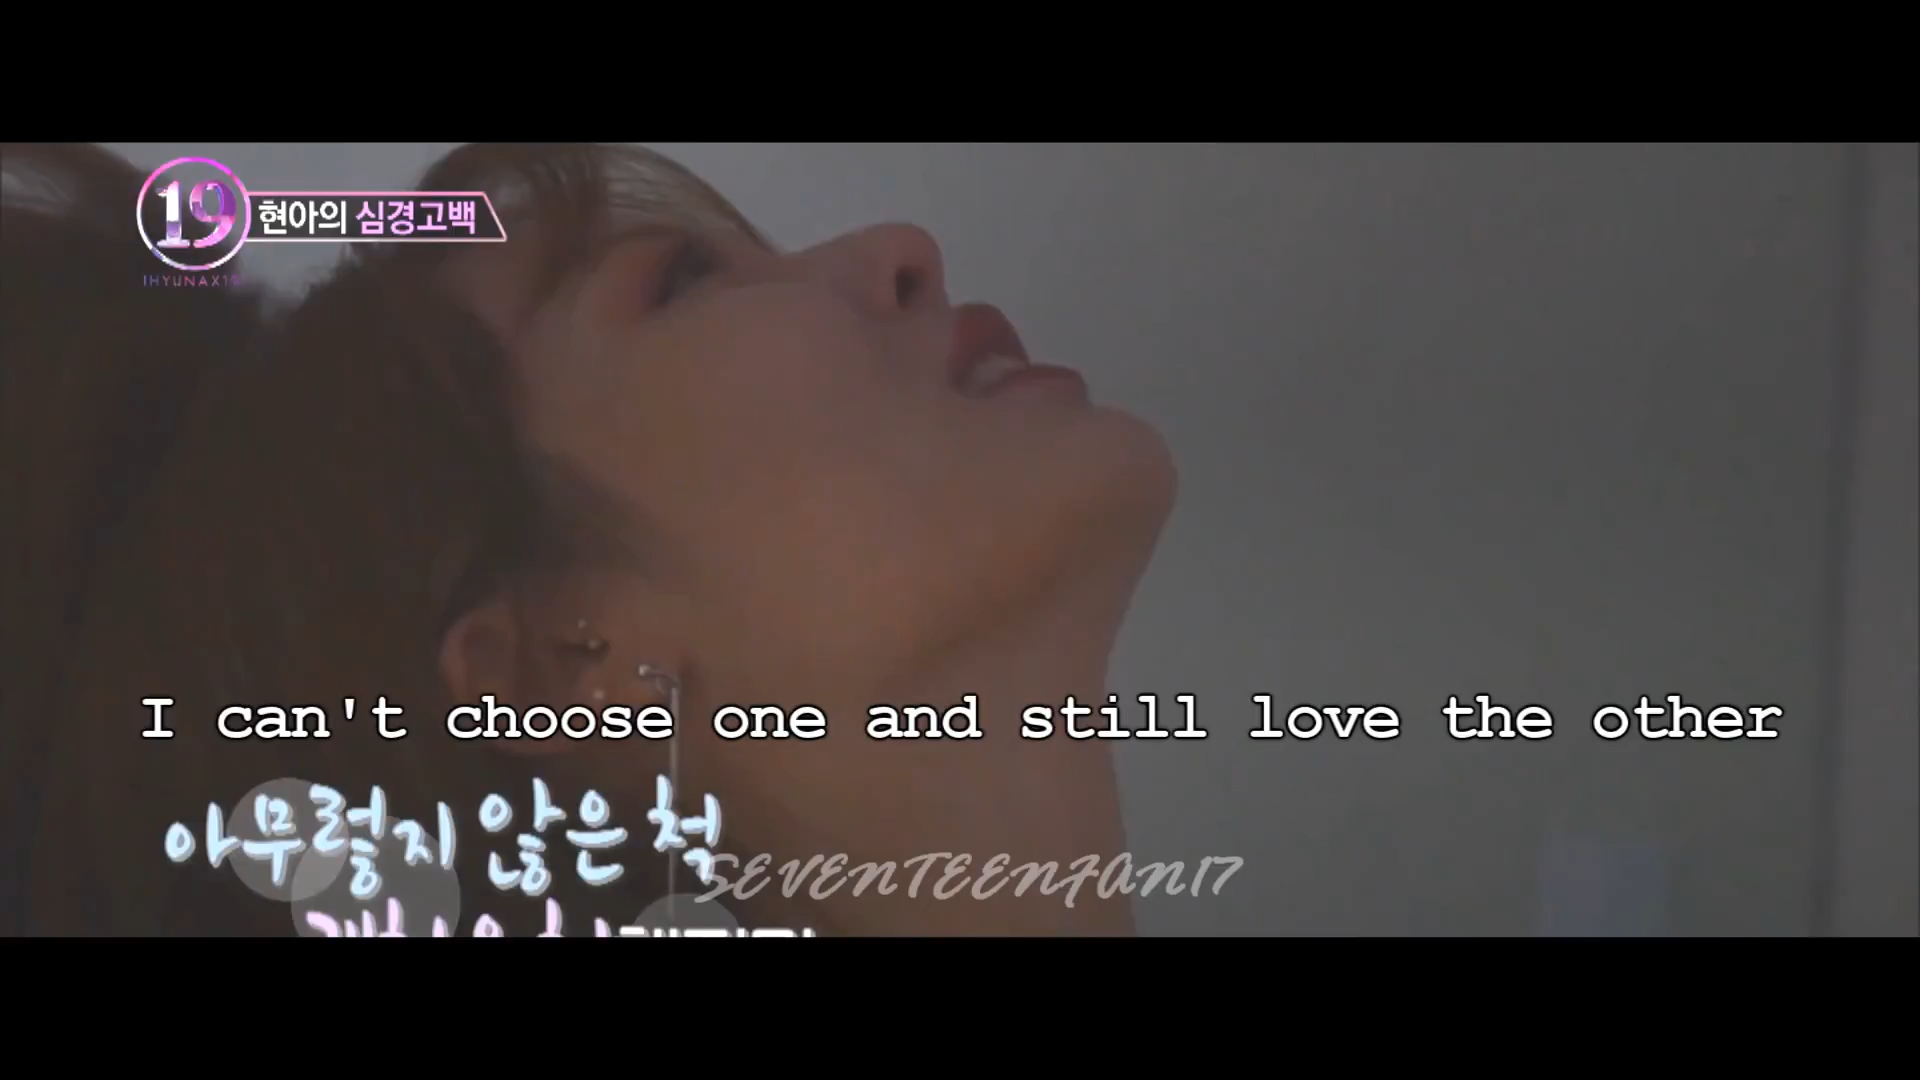 19 현아의 심경고백
IHYUNAX19
I can't choose one and still love the other
아무렇지 않은 척
SEVENTEENFAN17